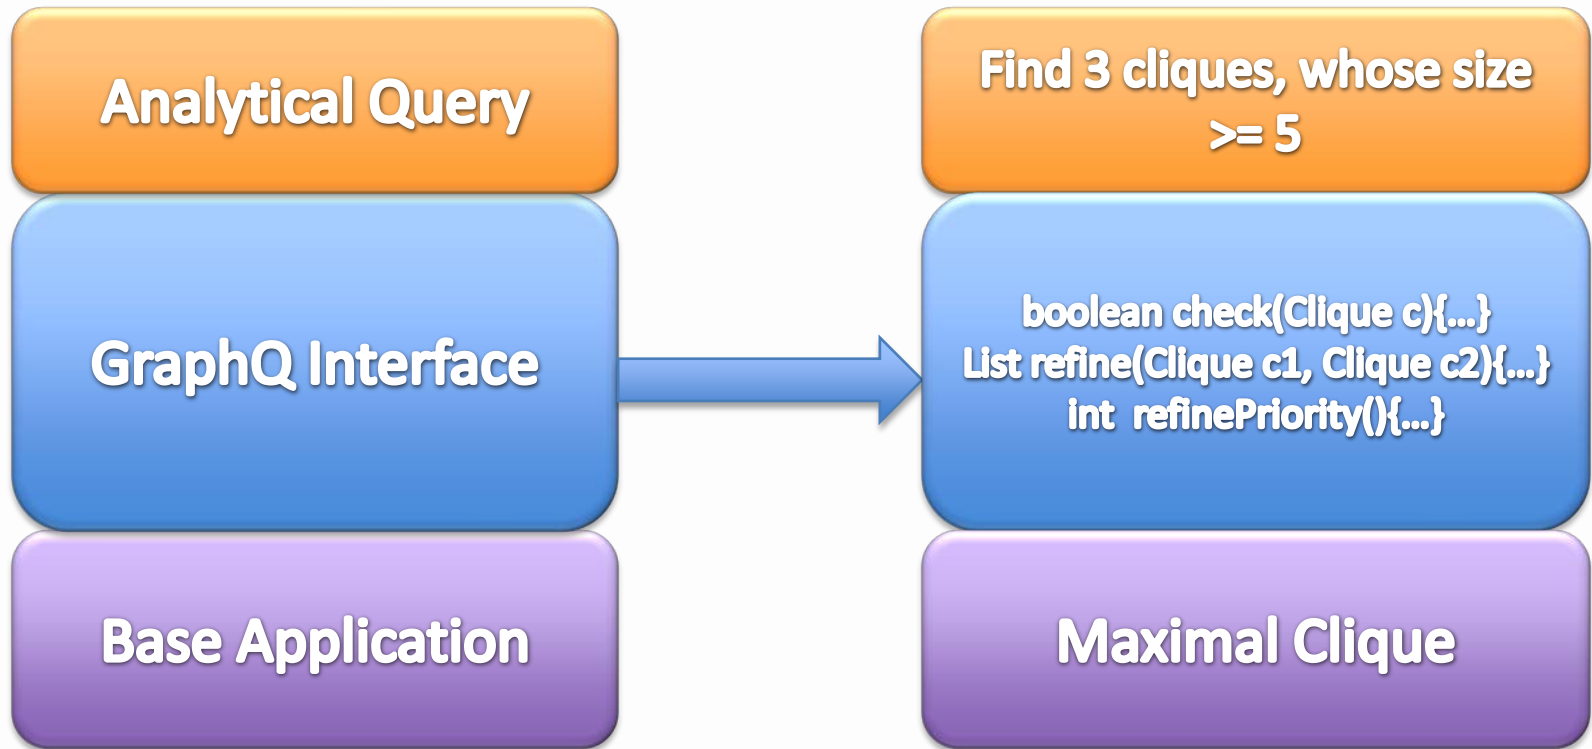 Analytical Query
GraphQ Interface
Base Application
Find 3 cliques, whose size
>= 5
boolean check(Clique c){...}
List refine(Clique c1, Clique c2){...}
int  refinePriority(){...}
Maximal Clique